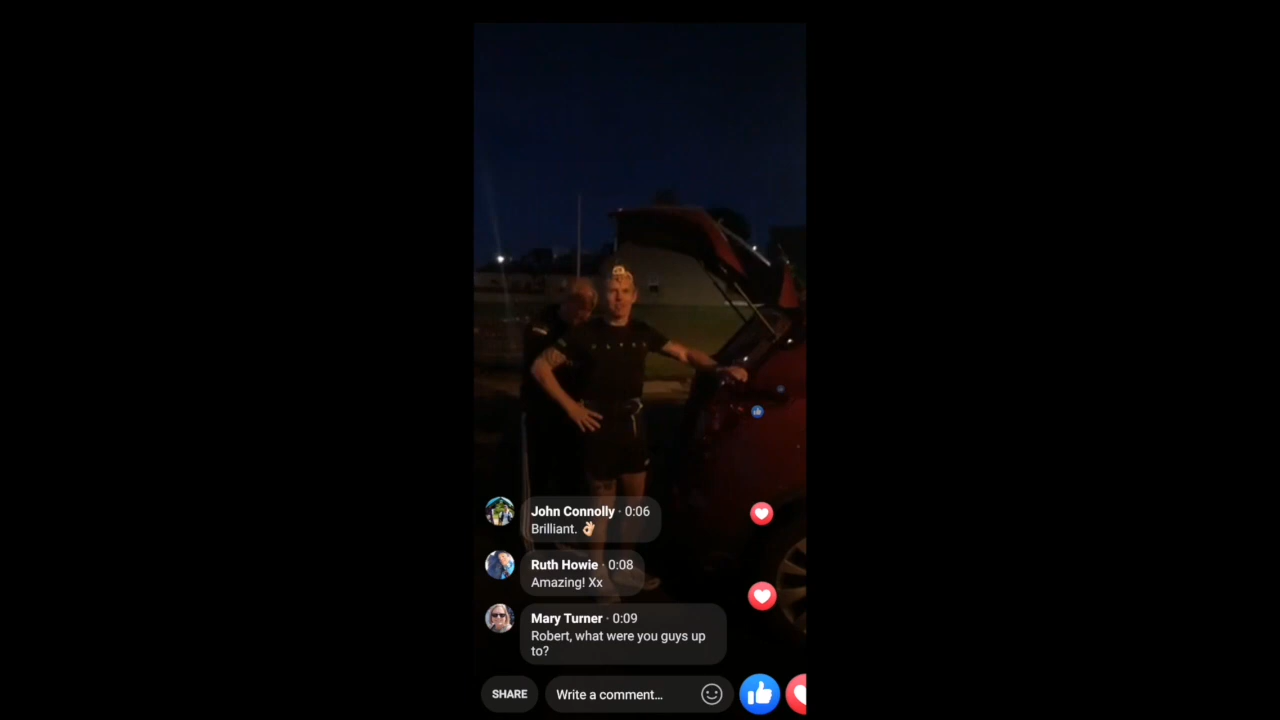 John Connolly · 0:06
Brilliant. 👌🏻
Ruth Howie · 0:08
Amazing! Xx
Mary Turner · 0:09
Robert, what were you guys up
to?
SHARE
Write a comment...